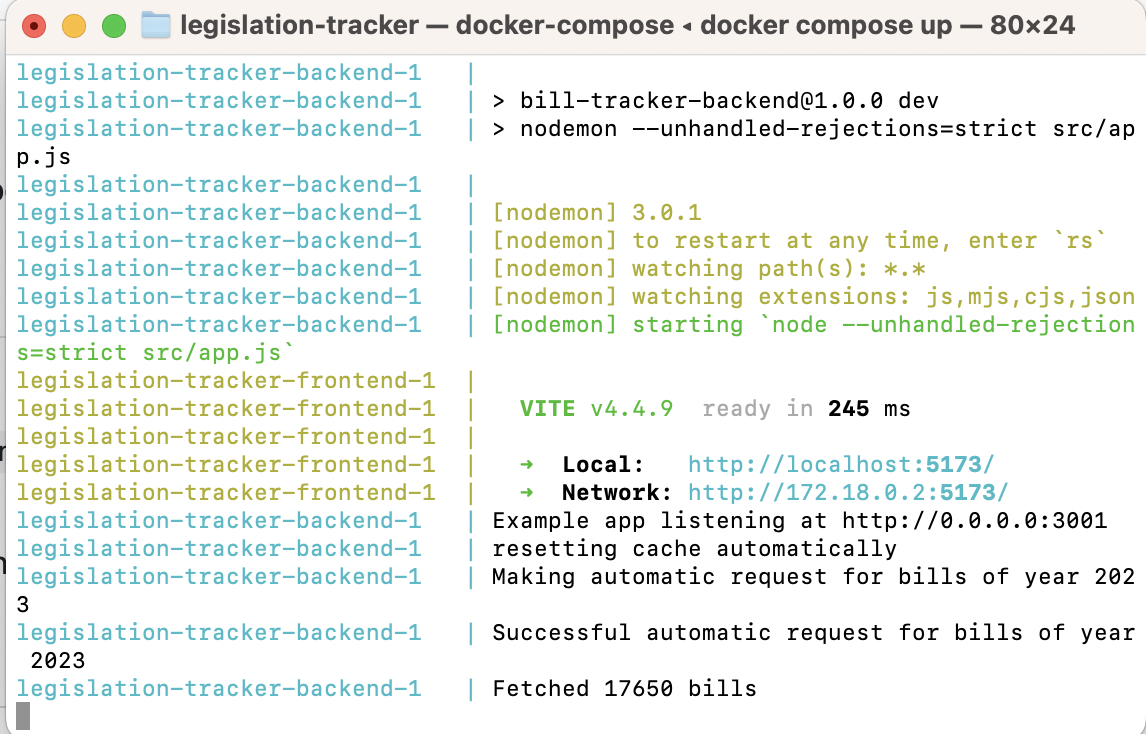 legislation-tracker — docker-compose ◂ docker compose up — 80×24
legislation-tracker-backend-1   |
legislation-tracker-backend-1   | > bill-tracker-backend@1.0.0 dev
legislation-tracker-backend-1   | > nodemon --unhandled-rejections=strict src/ap
p.js
legislation-tracker-backend-1   |
legislation-tracker-backend-1   | [nodemon] 3.0.1
legislation-tracker-backend-1   | [nodemon] to restart at any time, enter `rs`
legislation-tracker-backend-1   | [nodemon] watching path(s): *.*
legislation-tracker-backend-1   | [nodemon] watching extensions: js,mjs,cjs,json
legislation-tracker-backend-1   | [nodemon] starting `node --unhandled-rejection
s=strict src/app.js`
legislation-tracker-frontend-1  |
legislation-tracker-frontend-1  |   VITE v4.4.9  ready in 245 ms
legislation-tracker-frontend-1  |
legislation-tracker-frontend-1  |   ➜  Local:   http://localhost:5173/
legislation-tracker-frontend-1  |   ➜  Network: http://172.18.0.2:5173/
legislation-tracker-backend-1   | Example app listening at http://0.0.0.0:3001
legislation-tracker-backend-1   | resetting cache automatically
legislation-tracker-backend-1   | Making automatic request for bills of year 202
3
legislation-tracker-backend-1   | Successful automatic request for bills of year
 2023
legislation-tracker-backend-1   | Fetched 17650 bills